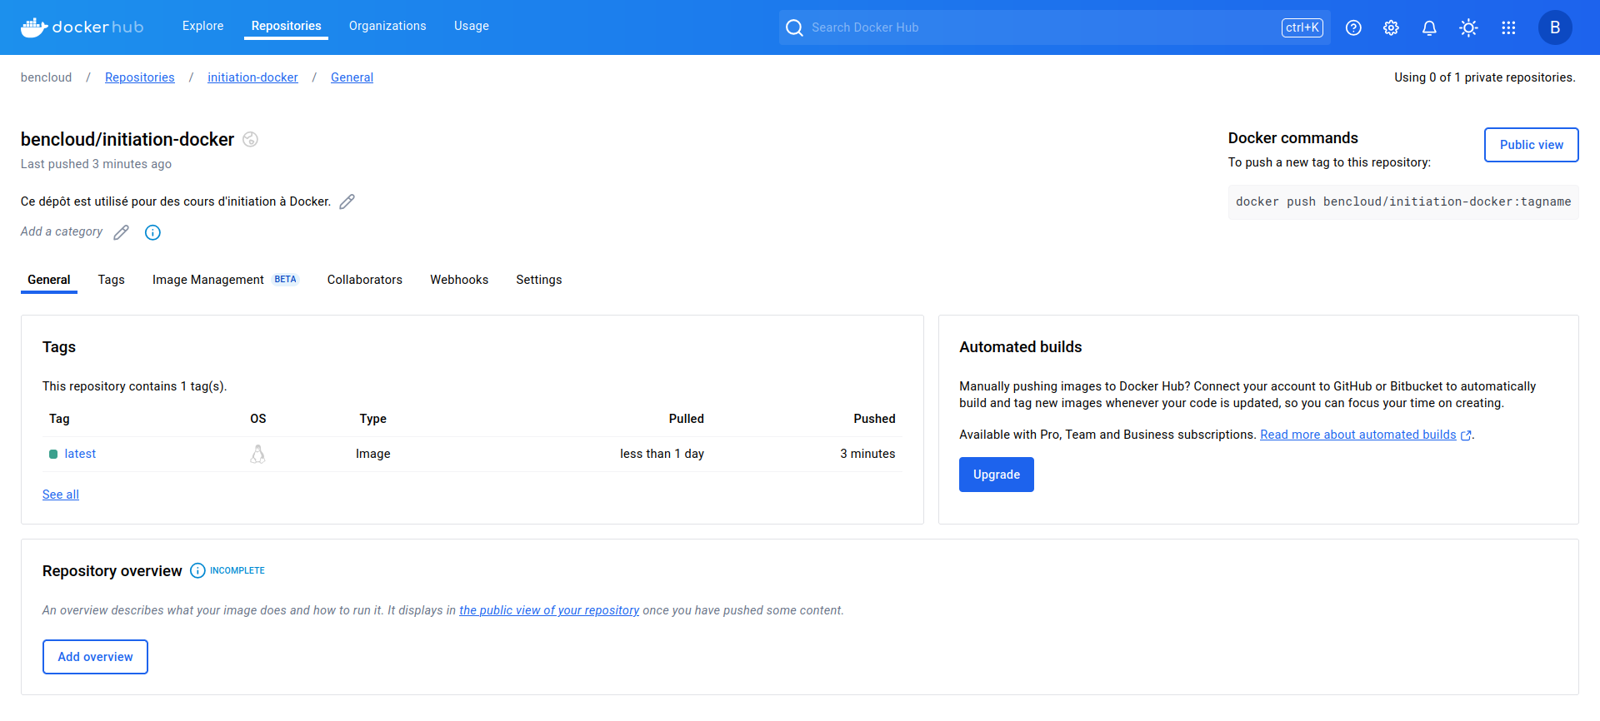 dockerhub Explore Repositories Organizations Usage Search Docker Hub ctrl+K B
bencloud / Repositories / initiation-docker / General Using 0 of 1 private repositories.
bencloud/initiation-docker
Last pushed 3 minutes ago
Ce dépôt est utilisé pour des cours d'initiation à Docker.
Add a category
Docker commands
To push a new tag to this repository:
Public view
docker push bencloud/initiation-docker:tagname
General Tags Image Management BETA Collaborators Webhooks Settings
Tags
This repository contains 1 tag(s).
Tag OS Type Pulled Pushed
latest Image less than 1 day 3 minutes
See all
Automated builds
Manually pushing images to Docker Hub? Connect your account to GitHub or Bitbucket to automatically
build and tag new images whenever your code is updated, so you can focus your time on creating.
Available with Pro, Team and Business subscriptions. Read more about automated builds.
Upgrade
Repository overview INCOMPLETE
An overview describes what your image does and how to run it. It displays in the public view of your repository once you have pushed some content.
Add overview